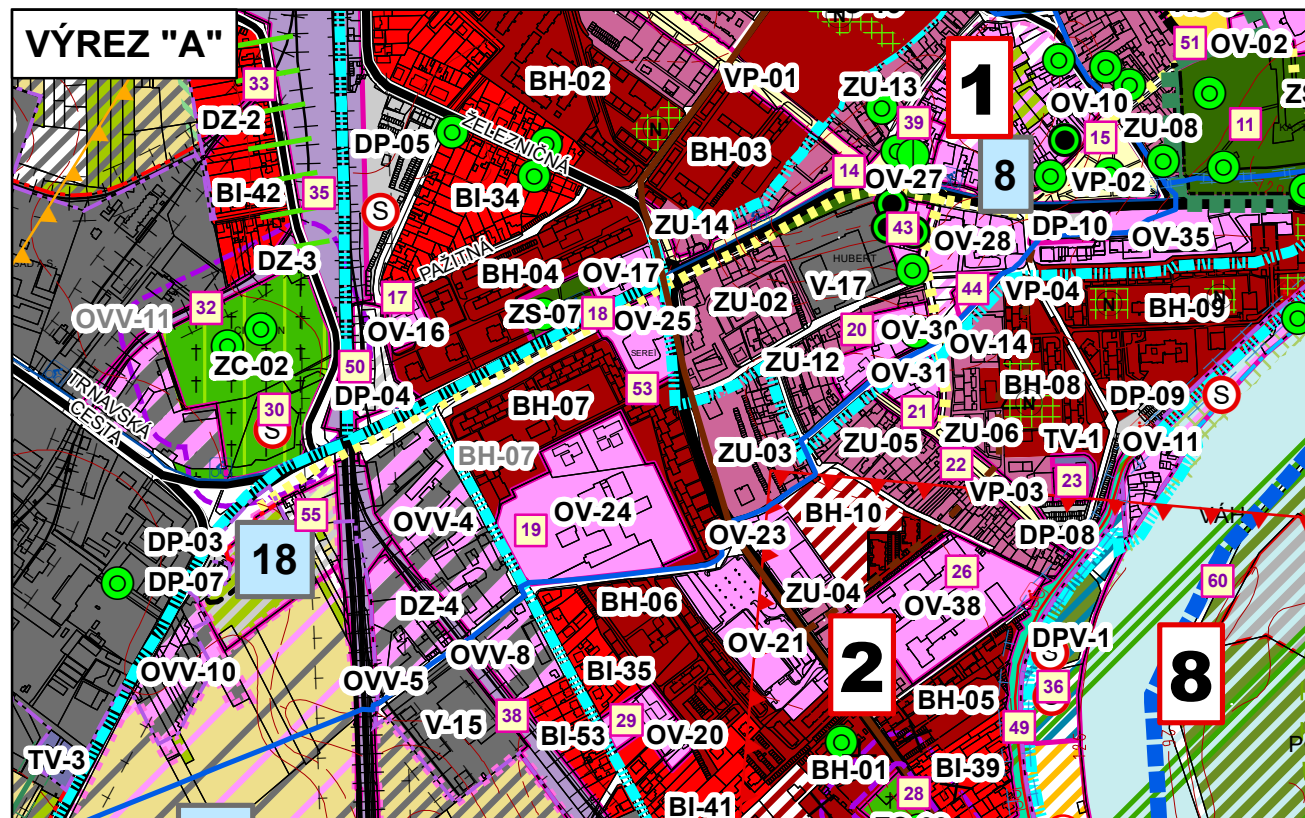 VÝREZ "A"
BH-02
VP-01
ZU-13
1
51
OV-02
33
DZ-2
DP-05
ŽELEZNIČNÁ
N
39
OV-10
15
ZU-08
11
BH-03
14
OV-27
8
VP-02
BI-42
35
S
BI-34
ZU-14
43
OV-28
DP-10
OV-35
DZ-3
PAŽITNÁ
BH-04
OV-17
HUBERT
V-17
44
VP-04
OVV-11
32
17
ZS-07
18
OV-25
ZU-02
N
N
BH-09
OV-16
20
OV-30
ZC-02
50
SEREĎ
ZU-12
OV-14
TRNAVSKÁ
CESTA
DP-04
53
OV-31
BH-08
30
S
BH-07
21
N
DP-09
S
BH-07
ZU-03
ZU-05
ZU-06
TV-1
OV-11
22
23
55
OVV-4
19
OV-24
BH-10
VP-03
VÁH
DP-03
18
OV-23
DP-08
DP-07
26
60
DZ-4
BH-06
ZU-04
OV-38
OVV-10
OVV-8
OV-21
2
DPV-1
S
8
OVV-5
BI-35
BH-05
36
V-15
38
29
49
BI-53
OV-20
TV-3
BH-01
BI-39
28
BI-41